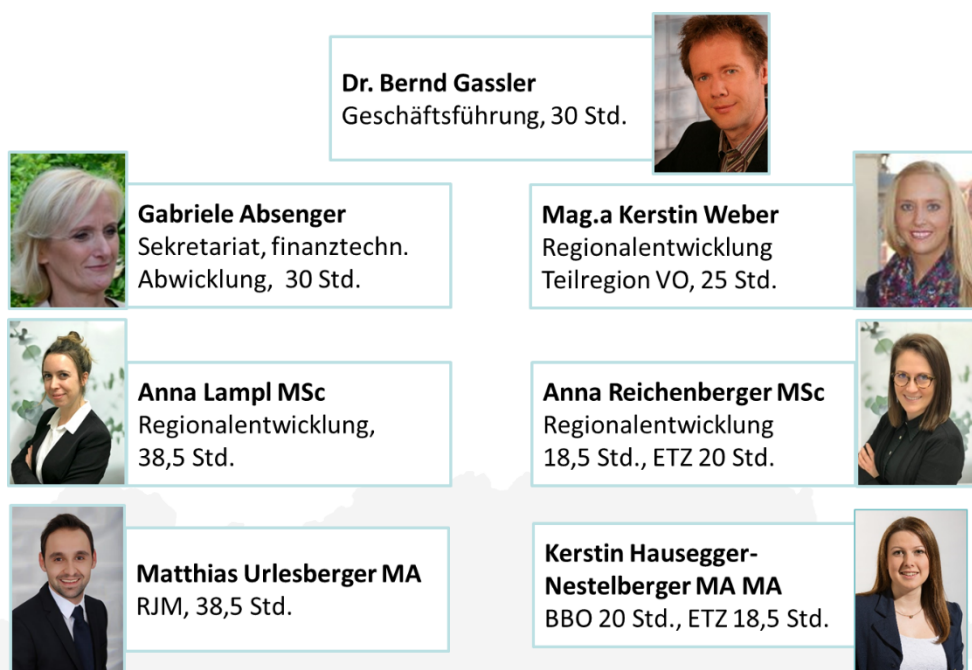 Dr. Bernd Gassler
Geschäftsführung, 30 Std.
Gabriele Absenger
Sekretariat, finanztechn.
Abwicklung,  30 Std.
Mag.a Kerstin Weber
Regionalentwicklung
Teilregion VO, 25 Std.
Anna Lampl MSc
Regionalentwicklung,
38,5 Std.
Anna Reichenberger MSc
Regionalentwicklung
18,5 Std., ETZ 20 Std.
Matthias Urlesberger MA
RJM, 38,5 Std.
Kerstin Hausegger-
Nestelberger MA MA
BBO 20 Std., ETZ 18,5 Std.